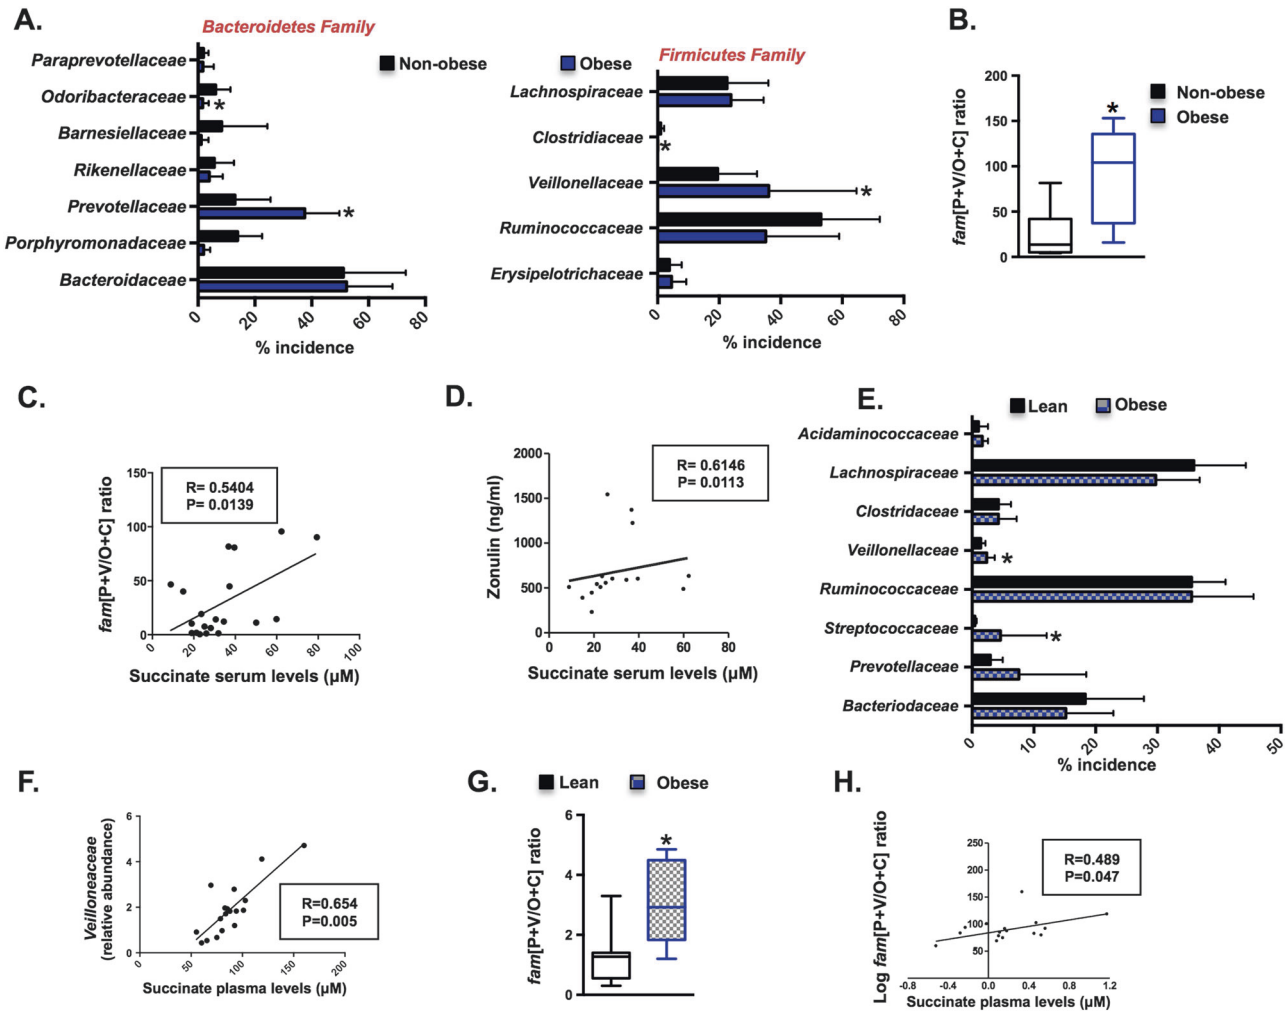 A.
Bacteroidetes Family
Non-obese
Obese
Paraprevotellaceae
Odoribacteraceae
*
Barnesiellaceae
Rikenellaceae
Prevotellaceae
*
Porphyromonadaceae
Bacteroidaceae
0 20 40 60 80
% incidence
Firmicutes Family
Lachnospiraceae
Clostridiaceae
*
Veillonellaceae
*
Ruminococcaceae
Erysipelotrichaceae
0 20 40 60 80
% incidence
B.
fam[P+V/O+C] ratio
200
150
100
50
0
*
Non-obese
Obese
C.
fam[P+V/O+C] ratio
150
100
50
0
R= 0.5404
P= 0.0139
0 20 40 60 80 100
Succinate serum levels (μM)
D.
Zonulin (ng/ml)
2000
1500
1000
500
0
R= 0.6146
P= 0.0113
0 20 40 60 80
Succinate serum levels (μM)
E.
Lean
Obese
Acidaminococcaceae
Lachnospiraceae
Clostridaceae
Veillonellaceae
*
Ruminococcaceae
Streptococcaceae
*
Prevotellaceae
Bacteriodaceae
0 10 20 30 40 50
% incidence
F.
Veilloneaceae
(relative abundance)
6
4
2
0
R=0.654
P=0.005
0 50 100 150 200
Succinate plasma levels (μM)
G.
Lean
Obese
fam[P+V/O+C] ratio
6
4
2
0
*
H.
Log fam[P+V/O+C] ratio
250
200
150
100
50
R=0.489
P=0.047
-0.8 -0.4 0.0 0.4 0.8 1.2
Succinate plasma levels (μM)